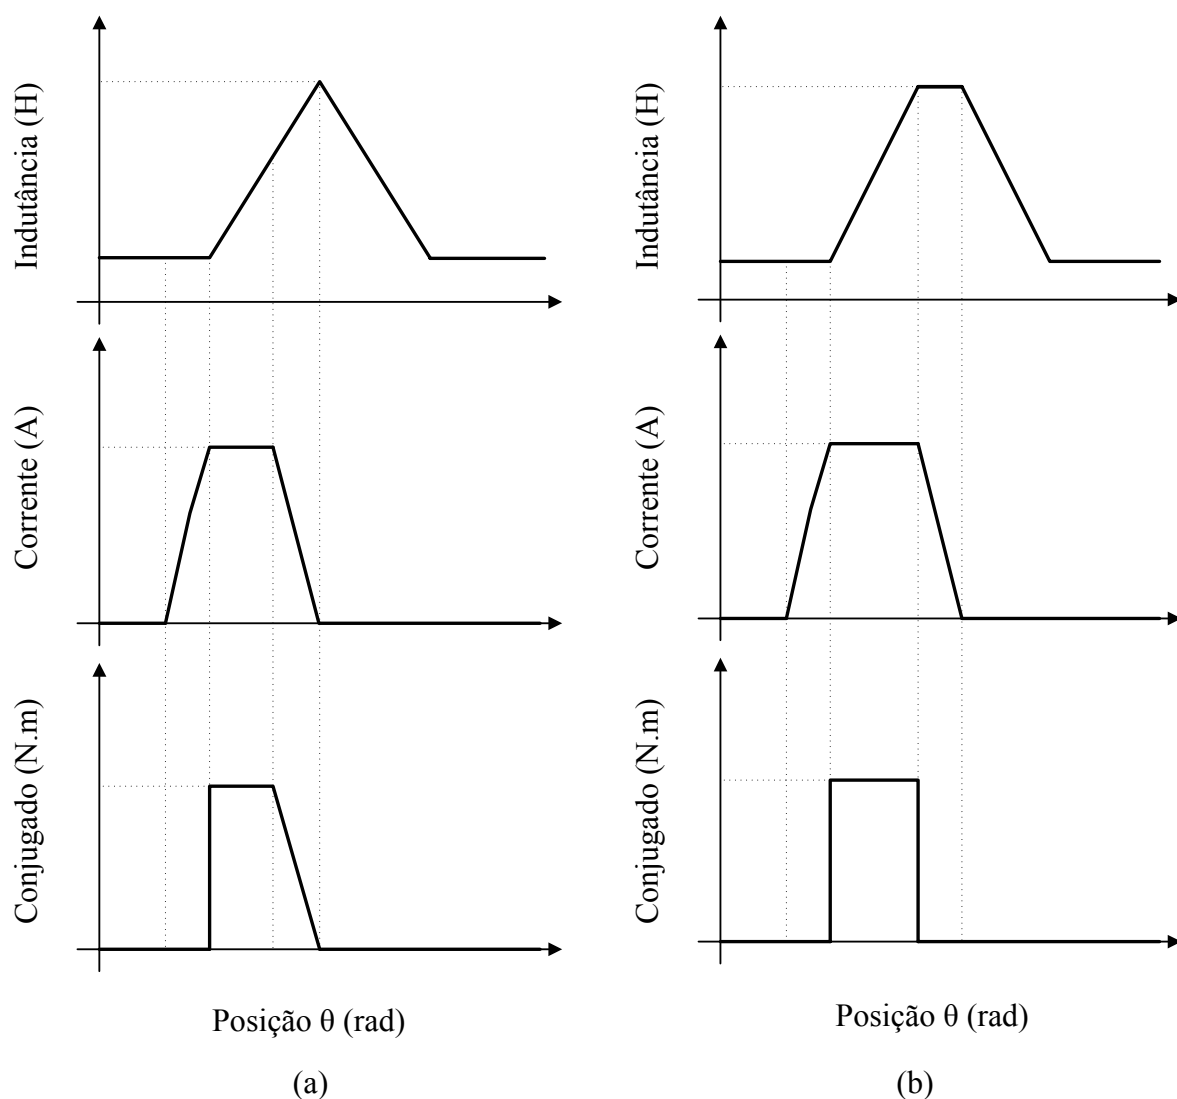 Indutância (H)
Corrente (A)
Conjugado (N.m)
Posição θ (rad)
(a)
Indutância (H)
Corrente (A)
Conjugado (N.m)
Posição θ (rad)
(b)